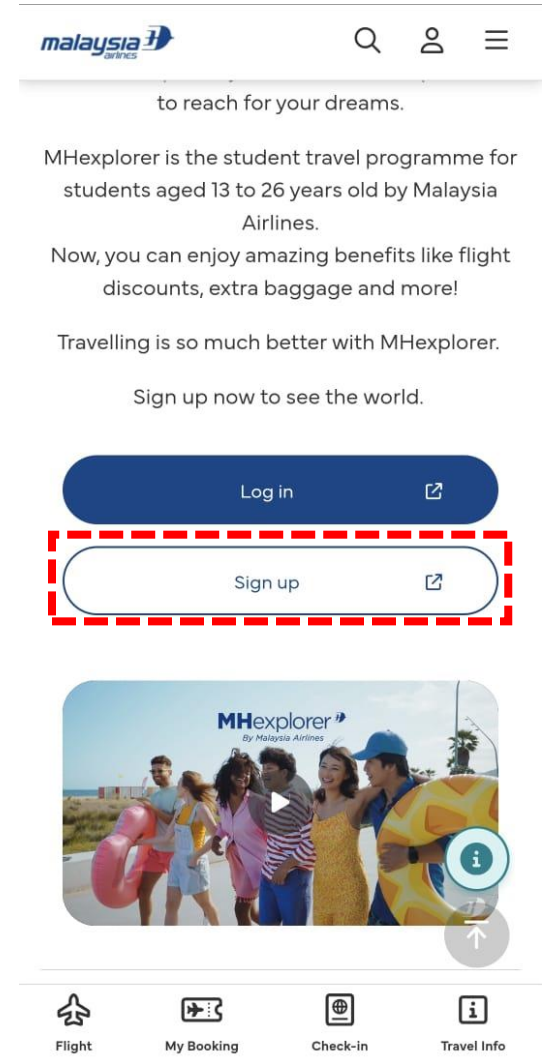 malaysia
airlines
to reach for your dreams.
MHexplorer is the student travel programme for
students aged 13 to 26 years old by Malaysia
Airlines.
Now, you can enjoy amazing benefits like flight
discounts, extra baggage and more!
Travelling is so much better with MHexplorer.
Sign up now to see the world.
Log in
Sign up
MHexplorer
By Malaysia Airlines
i
Flight
My Booking
Check-in
Travel Info